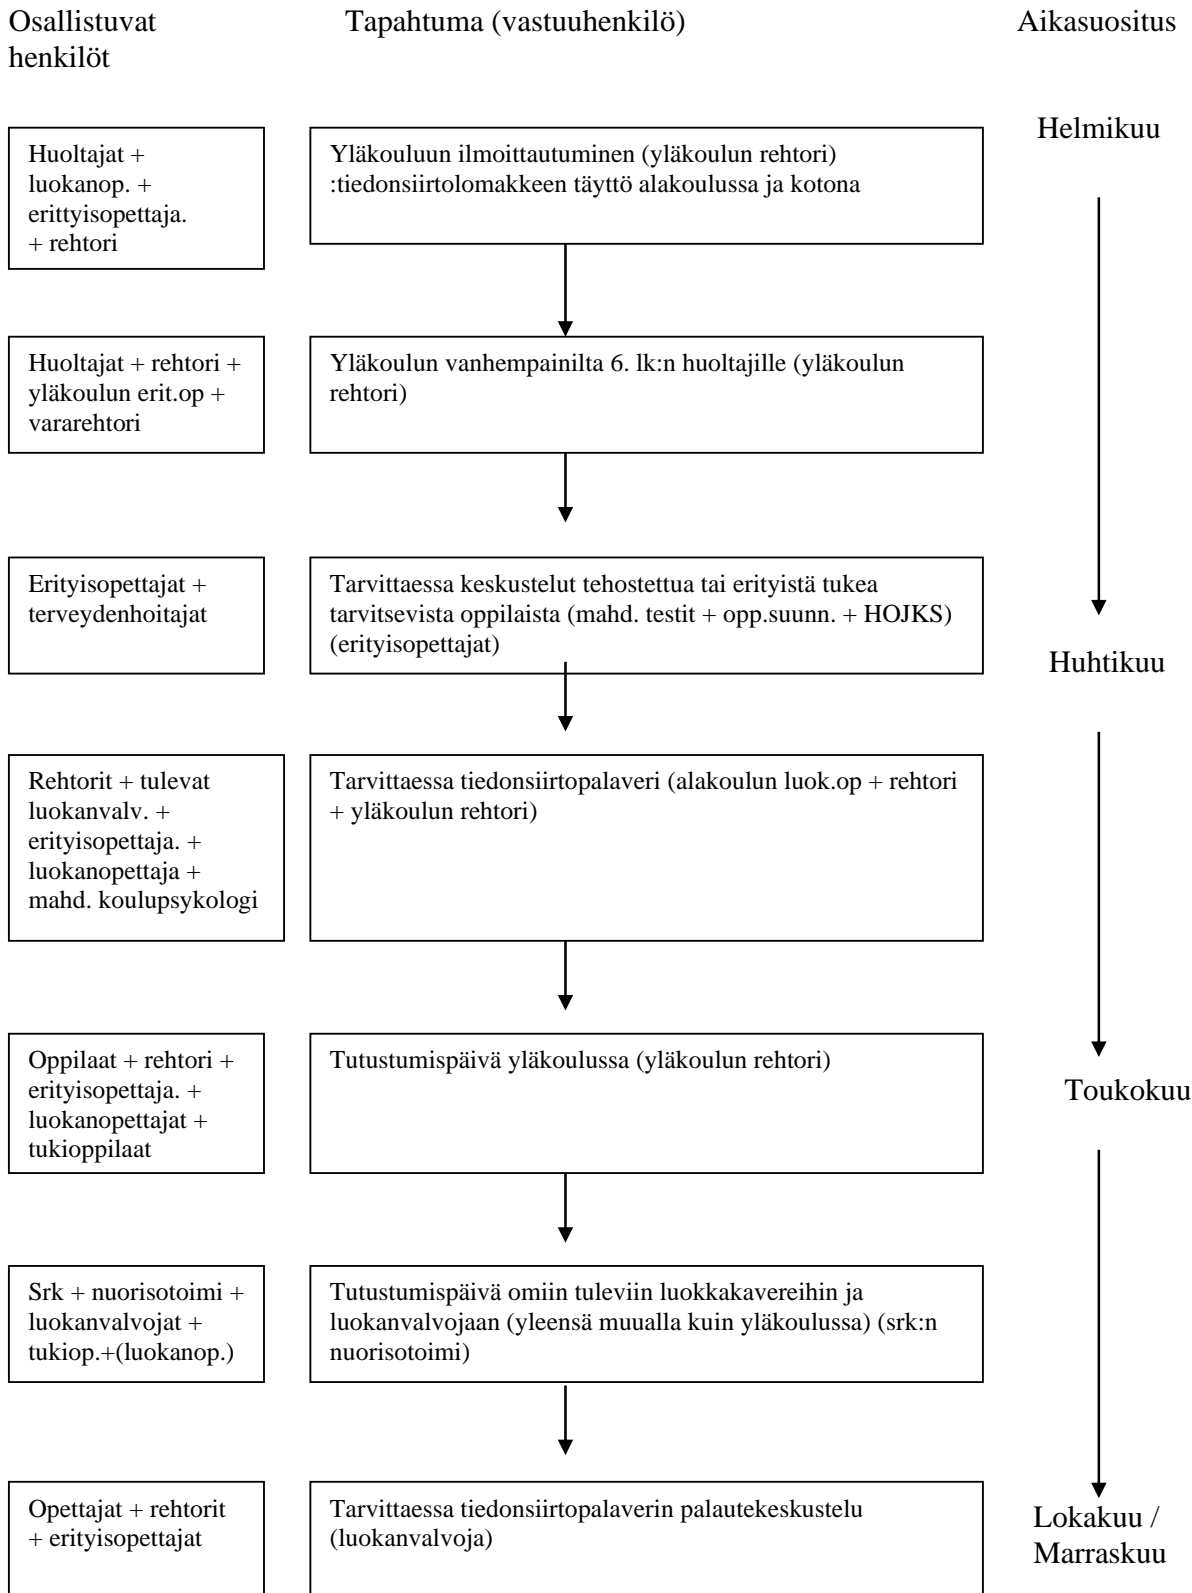 Osallistuvat
henkilöt
Tapahtuma (vastuuhenkilö)
Aikasuositus
Helmikuu
Huoltajat +
luokanop. +
erittyisopettaja.
+ rehtori
Yläkouluun ilmoittautuminen (yläkoulun rehtori)
:tiedonsiirtolomakkeen täyttö alakoulussa ja kotona
Huoltajat + rehtori +
yläkoulun erit.op +
vararehtori
Yläkoulun vanhempainilta 6. lk:n huoltajille (yläkoulun
rehtori)
Erityisopettajat +
terveydenhoitajat
Tarvittaessa keskustelut tehostettua tai erityistä tukea
tarvitsevista oppilaista (mahd. testit + opp.suunn. + HOJKS)
(erityisopettajat)
Huhtikuu
Rehtorit + tulevat
luokanvalv. +
erityisopettaja. +
luokanopettaja +
mahd. koulupsykologi
Tarvittaessa tiedonsiirtopalaveri (alakoulun luok.op + rehtori
+ yläkoulun rehtori)
Oppilaat + rehtori +
erityisopettaja. +
luokanopettajat +
tukioppilaat
Tutustumispäivä yläkoulussa (yläkoulun rehtori)
Toukokuu
Srk + nuorisotoimi +
luokanvalvojat +
tukiop.+(luokanop.)
Tutustumispäivä omiin tuleviin luokkakavereihin ja
luokanvalvojaan (yleensä muualla kuin yläkoulussa) (srk:n
nuorisotoimi)
Opettajat + rehtorit
+ erityisopettajat
Tarvittaessa tiedonsiirtopalaverin palautekeskustelu
(luokanvalvoja)
Lokakuu /
Marraskuu